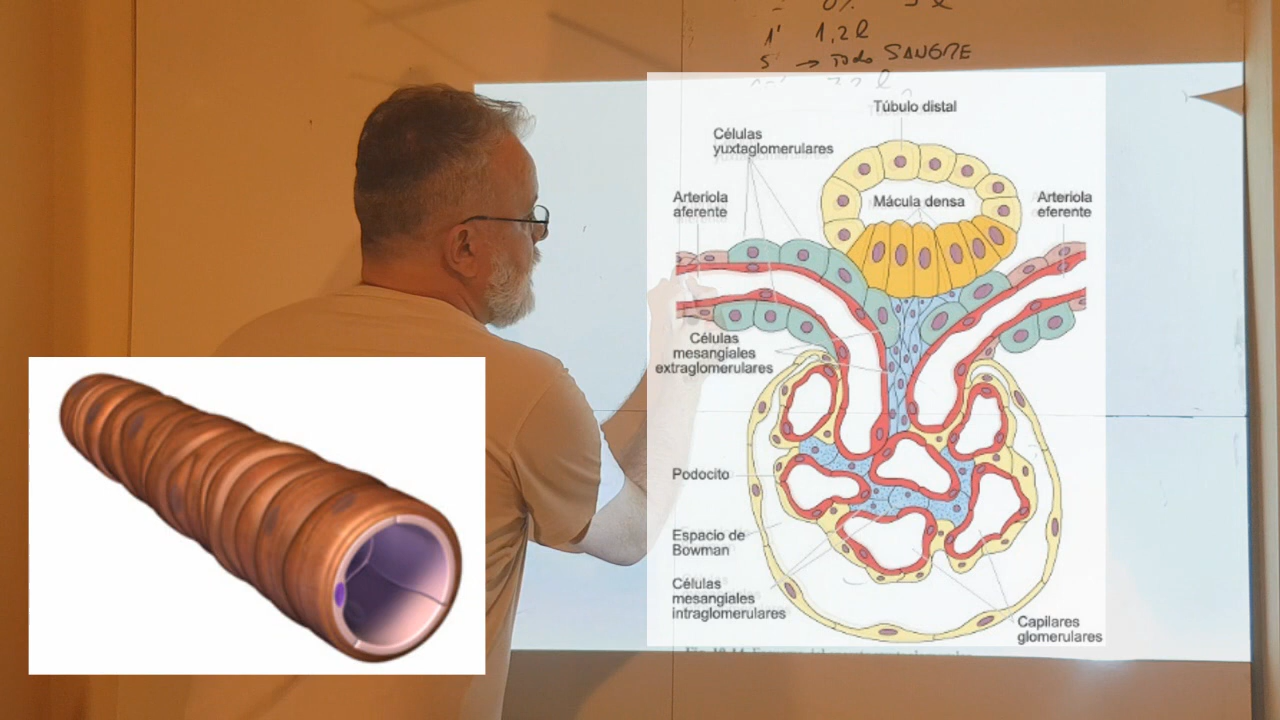 1' 1,2 l
5' → Todo SANGRE
Túbulo distal
Células
yuxtaglomerulares
Arteriola
aferente
Mácula densa
Arteriola
eferente
Células
mesangiales
extraglomerulares
Podocito
Espacio de
Bowman
Células
mesangiales
intraglomerulares
Capilares
glomerulares